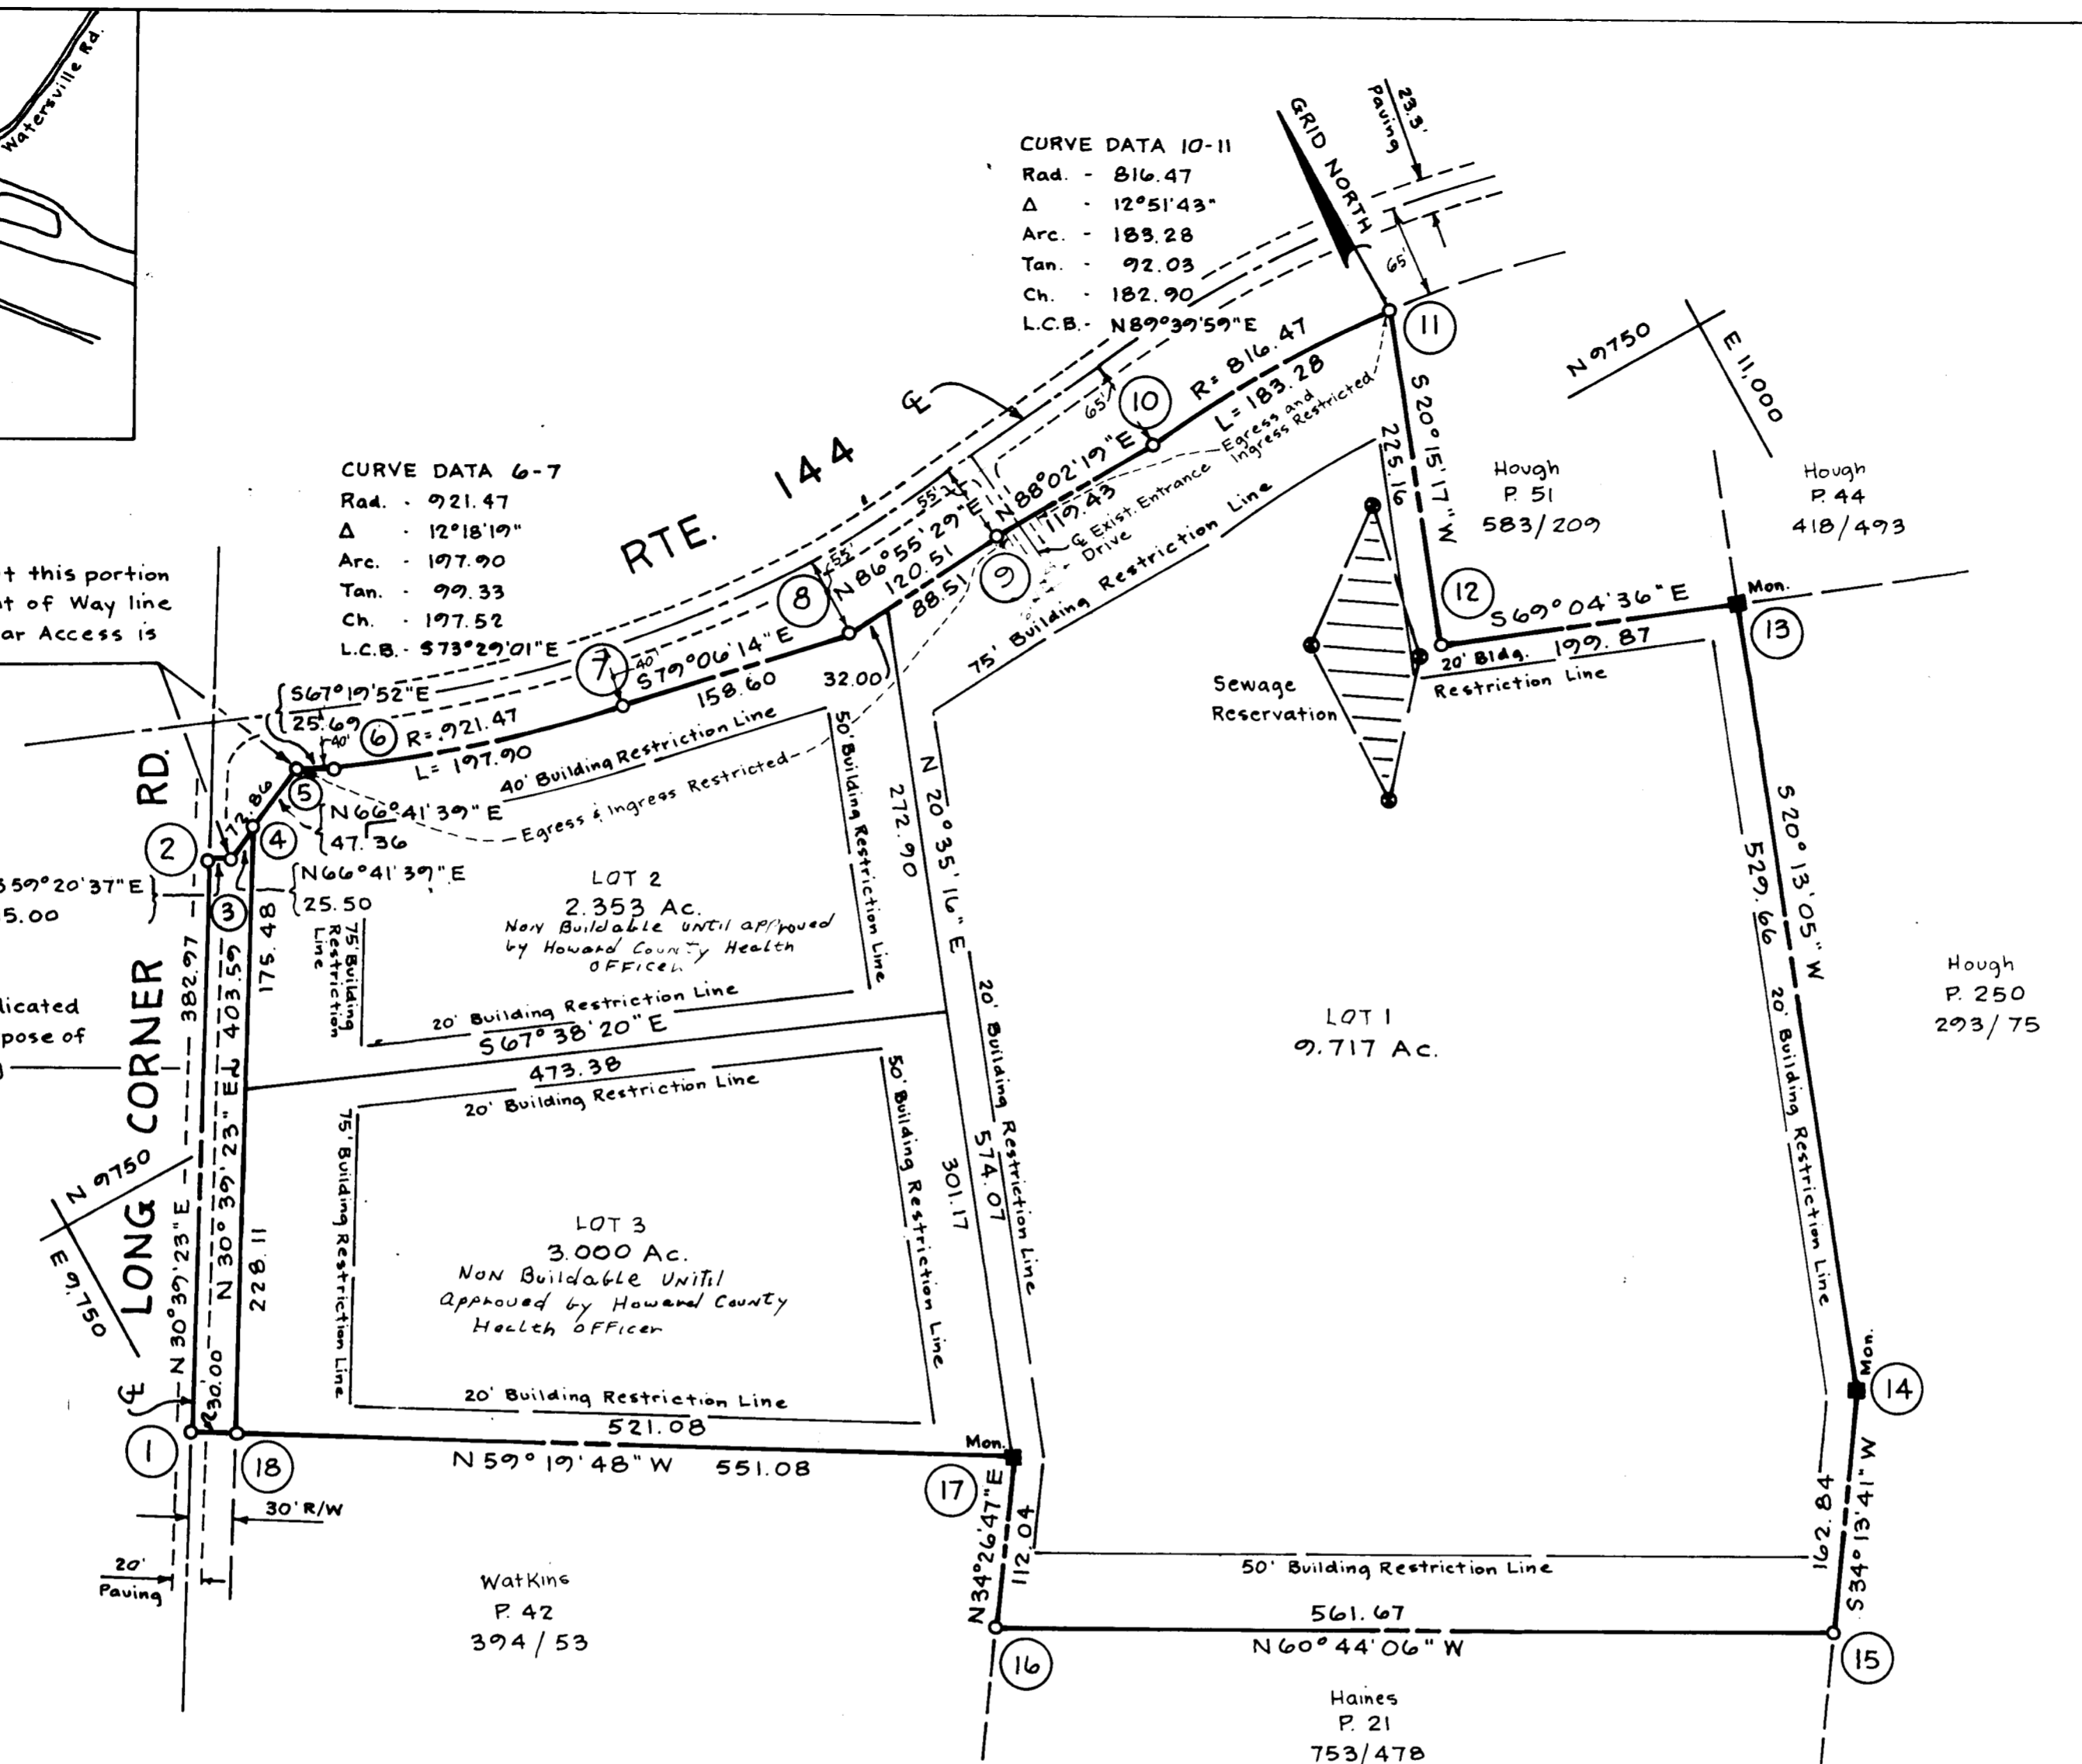 Watersville Rd.
CURVE DATA 10-11
Rad. - 816.47
Δ - 12°51'43"
Arc. - 183.28
Tan. - 92.03
Ch. - 182.90
L.C.B.- N89°39'59"E
GRID NORTH
23.3'
Paving
65'
11
N 9750
E 11,000
CURVE DATA 6-7
Rad. - 921.47
Δ - 12°18'19"
Arc. - 197.90
Tan. - 99.33
Ch. - 197.52
L.C.B.- S73°29'01"E
RTE. 144
℄
65'
10
R= 816.47
L= 183.28
Egress and
Ingress Restricted
S20°15'17"W
225.16
Hough
P. 51
583/209
Hough
P. 44
418/493
55'
N88°02'19"E
119.43
℄ Exist. Entrance
Drive
9
75' Building Restriction Line
55'
8
N86°55'29"E
120.51
88.51
12
S69°04'36"E
199.87
Mon.
13
20' Bldg.
Restriction Line
Sewage
Reservation
t this portion
t of Way line
ar Access is
7
40'
S79°06'14"E
158.60
32.00
{S67°19'52"E
25.69
40'
6
R= 921.47
L= 197.90
40' Building Restriction Line
Egress & Ingress Restricted
5
72.86
N66°41'39"E
47.36
4
2
S59°20'37"E
5.00
3
N66°41'39"E
25.50
175.48
75' Building
Restriction
Line
LOT 2
2.353 Ac.
Non Buildable until approved
by Howard County Health
Officer
50' Building Restriction Line
272.90
N 20°35'16"E
20' Building Restriction Line
574.07
301.17
LOT 1
9.717 Ac.
S20°13'05"W
529.66
20' Building Restriction Line
Hough
P. 250
293/75
licated
pose of
LONG CORNER RD.
382.97
N 30°39'23"E
403.59
N 30°39'23"E
20' Building Restriction Line
S67°38'20"E
473.38
20' Building Restriction Line
75' Building Restriction Line
50' Building Restriction Line
N 9750
E 9,750
228.11
LOT 3
3.000 Ac.
Non Buildable Unitil
Approved by Howard County
Health Officer
℄
30.00
20' Building Restriction Line
521.08
N59°19'48"W 551.08
Mon.
1
18
17
30' R/W
20'
Paving
N34°26'47"E
112.04
Mon.
14
162.84
S34°13'41"W
50' Building Restriction Line
561.67
N60°44'06"W
16
15
Watkins
P. 42
394/53
Haines
P. 21
753/478